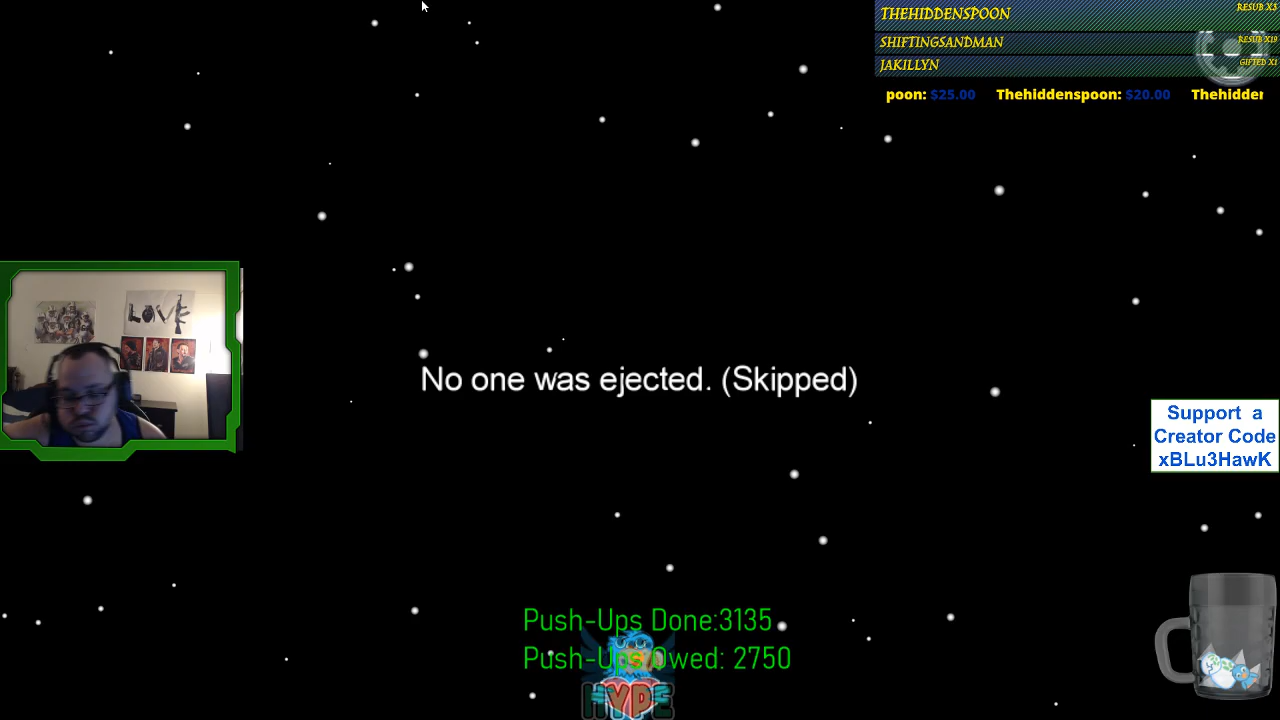 THEHIDDENSPOON RESUB X3
SHIFTINGSANDMAN RESUB X19
JAKILLYN GIFTED X1
poon: $25.00 Thehiddenspoon: $20.00 Thehidder
LOVE
No one was ejected. (Skipped)
Support a
Creator Code
xBLu3HawK
Push-Ups Done:3135
Push-Ups Owed: 2750
HYPE